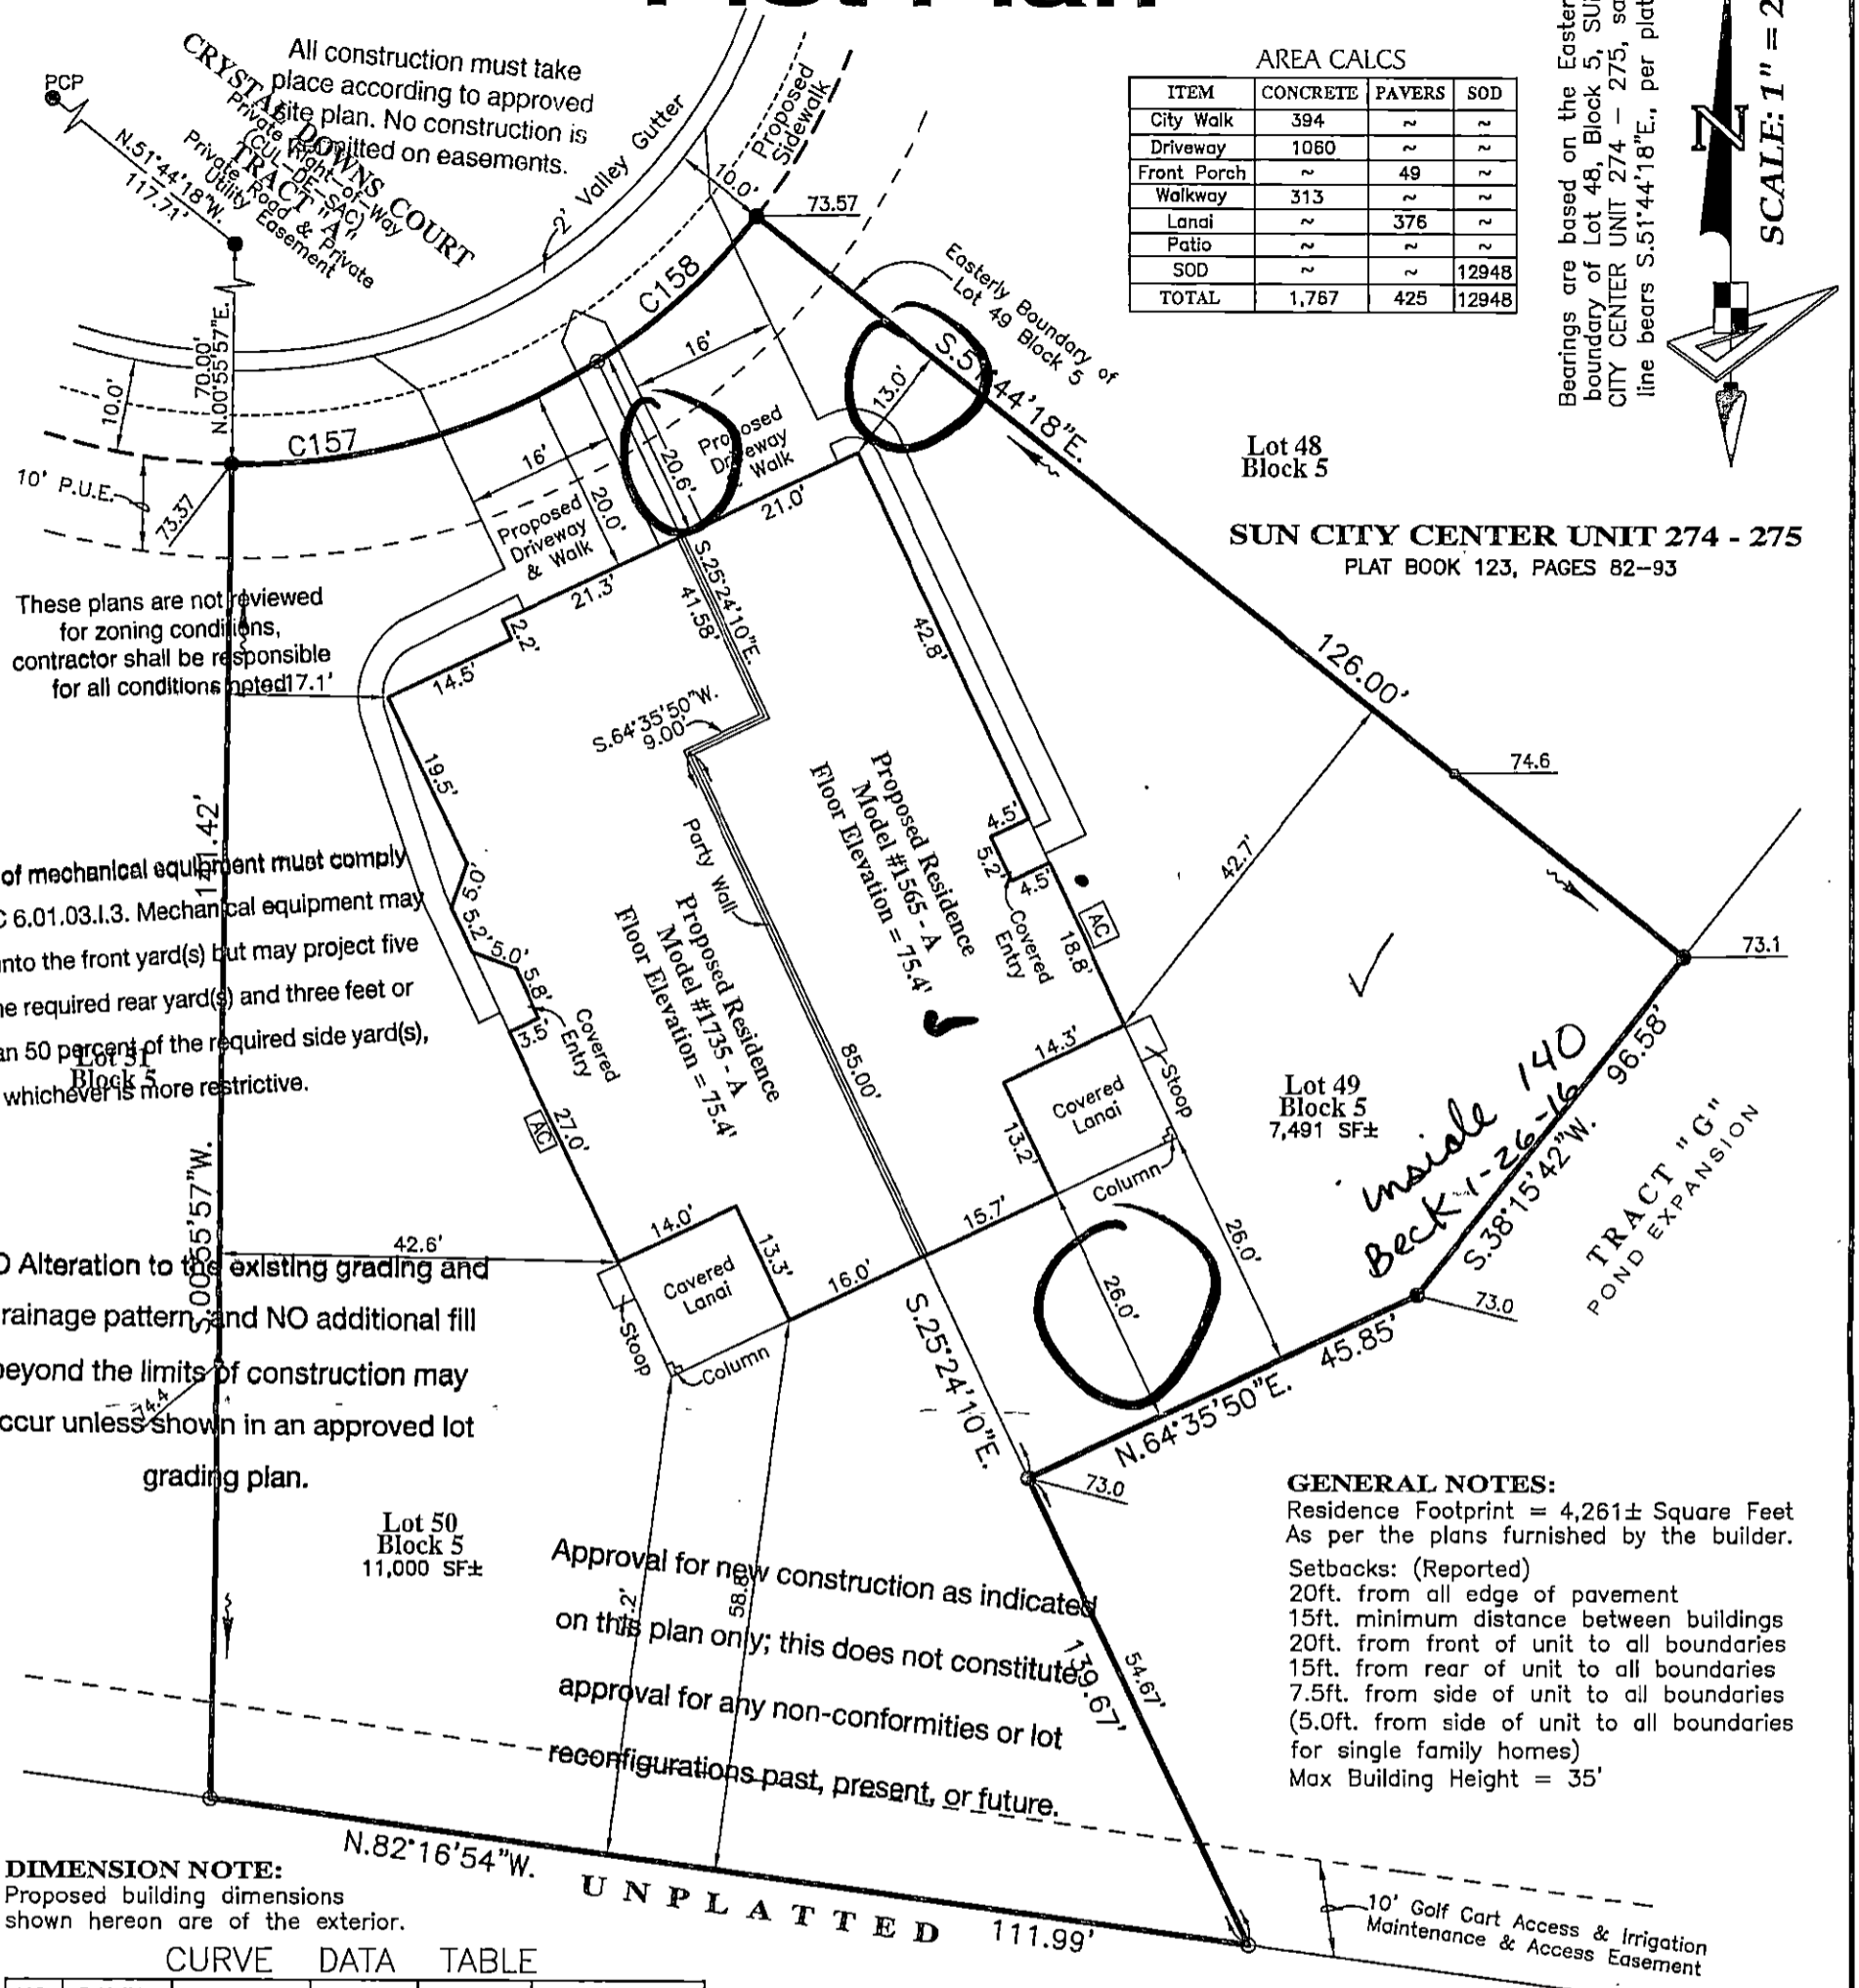 Plot Plan
All construction must take
place according to approved
site plan. No construction is
permitted on easements.
PCP
N.51°44'18"W.
117.71'
CRYSTAL DOWNS COURT
Private Right-of-Way
(CUL-DE-SAC)
TRACT "A"
Private Road & Private
Utility Easement
2' Valley Gutter
Proposed
Sidewalk
10.0'
73.57
AREA CALCS
ITEM CONCRETE PAVERS SOD
City Walk 394 ~ ~
Driveway 1060 ~ ~
Front Porch ~ 49 ~
Walkway 313 ~ ~
Lanai ~ 376 ~
Patio ~ ~ ~
SOD ~ ~ 12948
TOTAL 1,767 425 12948
Bearings are based on the Easter
boundary of Lot 48, Block 5, SU
CITY CENTER UNIT 274 - 275, sa
line bears S.51°44'18"E., per plat
N
SCALE: 1" = 2
70.00'
N.00°55'57"E.
10.0'
C157
C158
10' P.U.E.
73.37
16'
16'
20.0'
20.6'
Proposed
Driveway
& Walk
Proposed
Driveway
Walk
13.0'
Easterly Boundary of
Lot 49 Block 5
S.51°44'18"E.
126.00'
Lot 48
Block 5
SUN CITY CENTER UNIT 274 - 275
PLAT BOOK 123, PAGES 82-93
These plans are not reviewed
for zoning conditions,
contractor shall be responsible
for all conditions noted
17.1'
21.3'
21.0'
2.2'
14.5'
S.25°24'10"E.
41.58'
S.64°35'50"W.
9.00'
42.8'
19.5'
5.0'
5.2'
5.0'
5.8'
3.5
27.0'
AC
Covered
Entry
Party Wall
85.00'
Proposed Residence
Model #1735 - A
Floor Elevation = 75.4'
Proposed Residence
Model #1565 - A
Floor Elevation = 75.4'
4.5'
5.2'
4.5'
Covered
Entry
AC
18.8'
42.7'
74.6
73.1
141.42'
S.00°55'57"W.
of mechanical equipment must comply
C 6.01.03.I.3. Mechanical equipment may
into the front yard(s) but may project five
he required rear yard(s) and three feet or
an 50 percent of the required side yard(s),
whichever is more restrictive.
Lot 51
Block 5
14.3'
13.2'
Covered
Lanai
Stoop
Column
Lot 49
Block 5
7,491 SF±
inside 140
Beck 1-26-16
96.58'
S.38°15'42"W.
TRACT "G"
POND EXPANSION
O Alteration to the existing grading and
rainage pattern, and NO additional fill
beyond the limits of construction may
ccur unless shown in an approved lot
grading plan.
42.6'
14.0'
13.3'
Covered
Lanai
Stoop
Column
16.0'
15.7'
26.0'
26.0'
S.25°24'10"E.
N.64°35'50"E.
45.85'
73.0
73.0
74.4
Lot 50
Block 5
11,000 SF±
Approval for new construction as indicated
on this plan only; this does not constitute
approval for any non-conformities or lot
reconfigurations past, present, or future.
139.67'
54.67'
GENERAL NOTES:
Residence Footprint = 4,261± Square Feet
As per the plans furnished by the builder.
Setbacks: (Reported)
20ft. from all edge of pavement
15ft. minimum distance between buildings
20ft. from front of unit to all boundaries
15ft. from rear of unit to all boundaries
7.5ft. from side of unit to all boundaries
(5.0ft. from side of unit to all boundaries
for single family homes)
Max Building Height = 35'
N.82°16'54"W.
UNPLATTED
111.99'
10' Golf Cart Access & Irrigation
Maintenance & Access Easement
DIMENSION NOTE:
Proposed building dimensions
shown hereon are of the exterior.
CURVE DATA TABLE